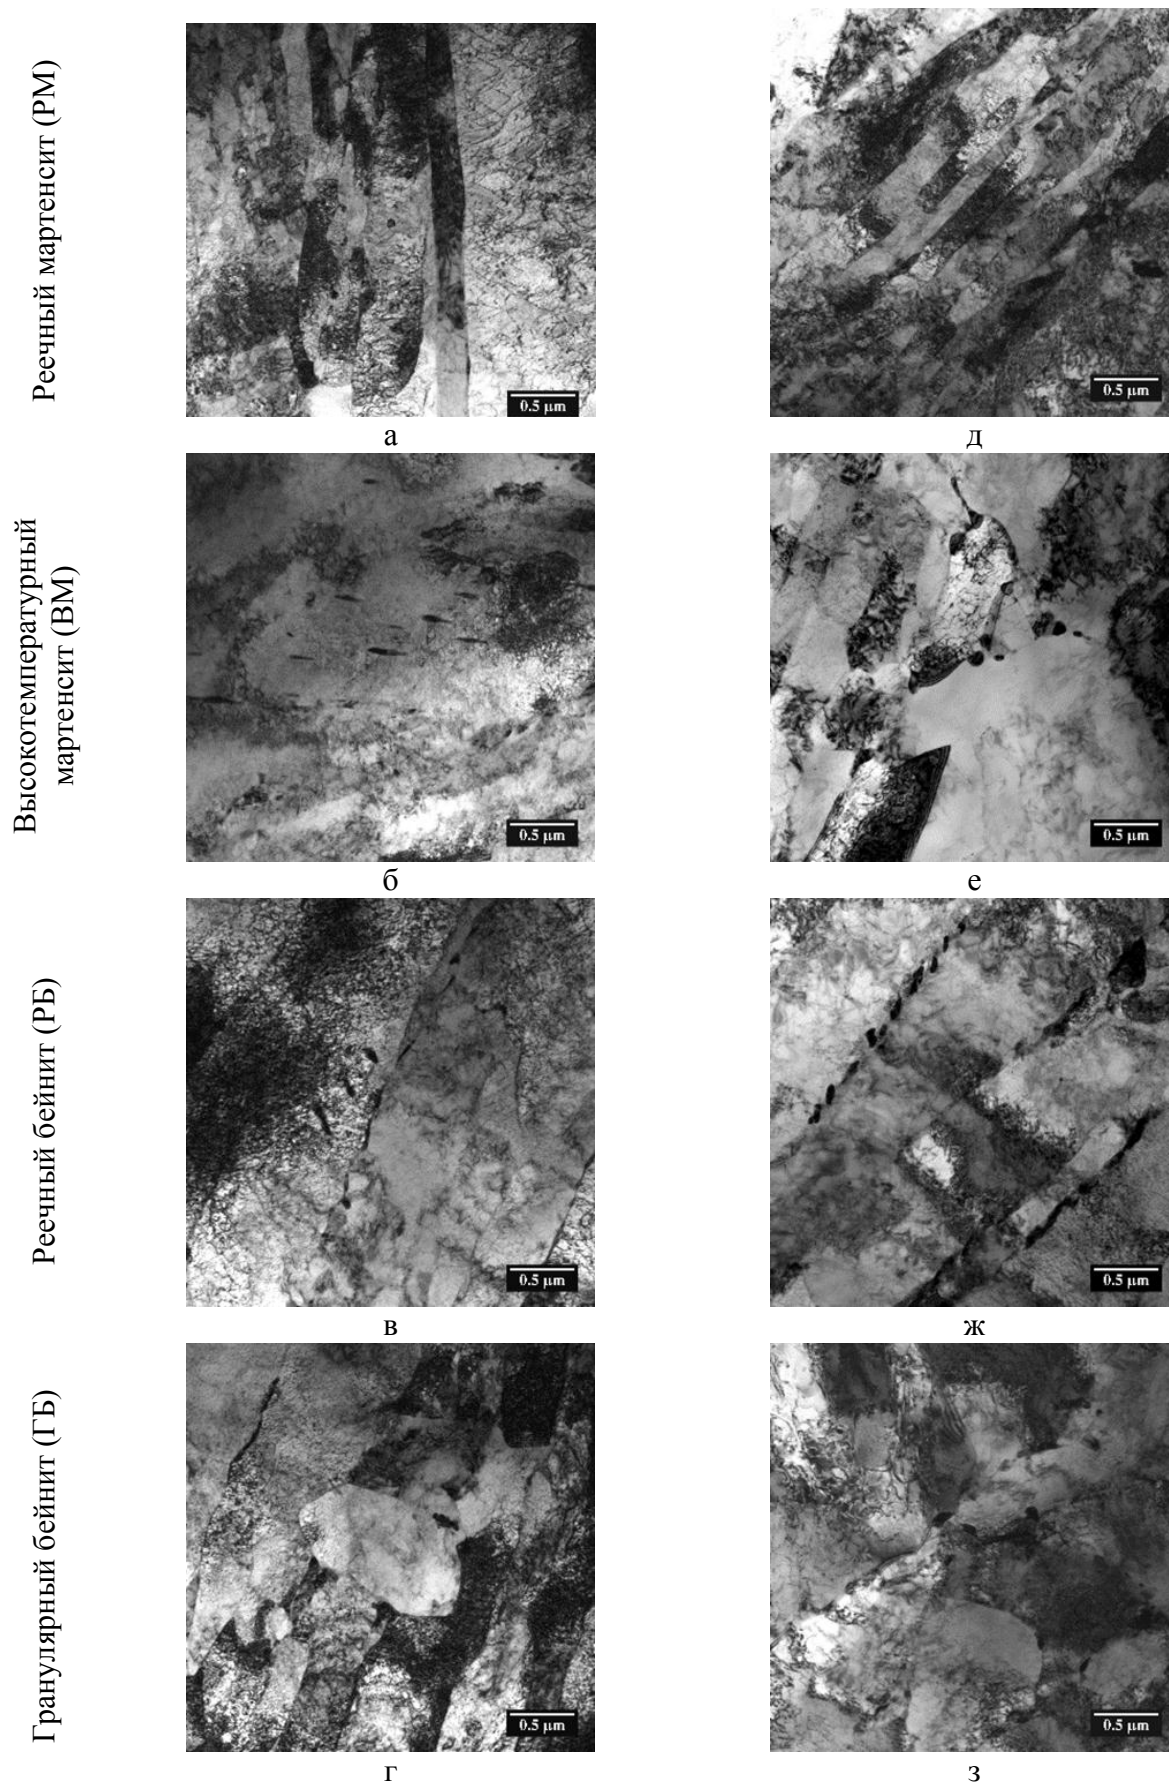 Реечный мартенсит (РМ)
0.5 µm
0.5 µm
а
д
Высокотемпературный
мартенсит (ВМ)
0.5 µm
0.5 µm
б
е
Реечный бейнит (РБ)
0.5 µm
0.5 µm
в
ж
Гранулярный бейнит (ГБ)
0.5 µm
0.5 µm
г
з